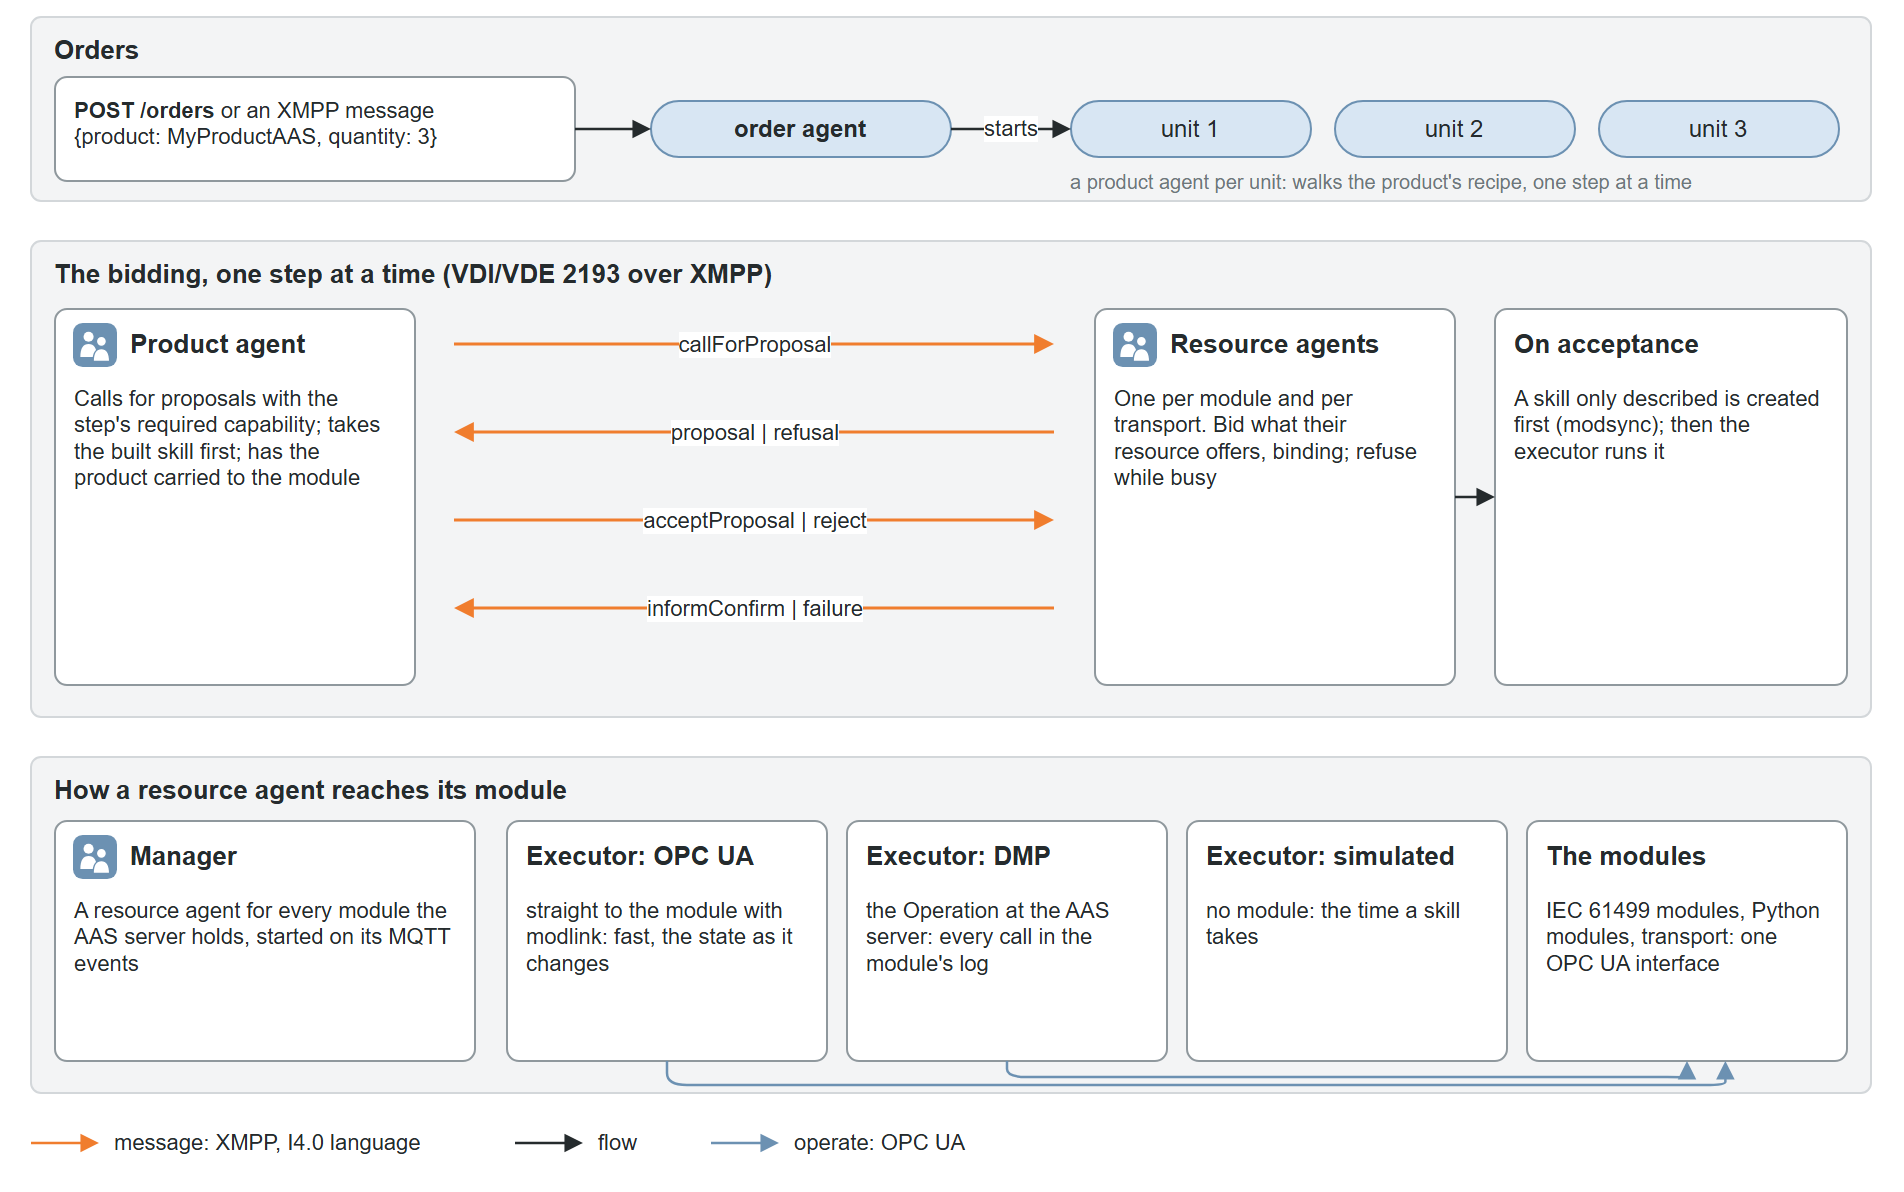 Orders
POST /orders or an XMPP message
{product: MyProductAAS, quantity: 3}
order agent
starts
unit 1
unit 2
unit 3
a product agent per unit: walks the product's recipe, one step at a time
The bidding, one step at a time (VDI/VDE 2193 over XMPP)
Product agent
Calls for proposals with the
step's required capability; takes
the built skill first; has the
product carried to the module
callForProposal
proposal | refusal
acceptProposal | reject
informConfirm | failure
Resource agents
One per module and per
transport. Bid what their
resource offers, binding; refuse
while busy
On acceptance
A skill only described is created
first (modsync); then the
executor runs it
How a resource agent reaches its module
Manager
A resource agent for every module the
AAS server holds, started on its MQTT
events
Executor: OPC UA
straight to the module with
modlink: fast, the state as it
changes
Executor: DMP
the Operation at the AAS
server: every call in the
module's log
Executor: simulated
no module: the time a skill
takes
The modules
IEC 61499 modules, Python
modules, transport: one
OPC UA interface
message: XMPP, I4.0 language
flow
operate: OPC UA